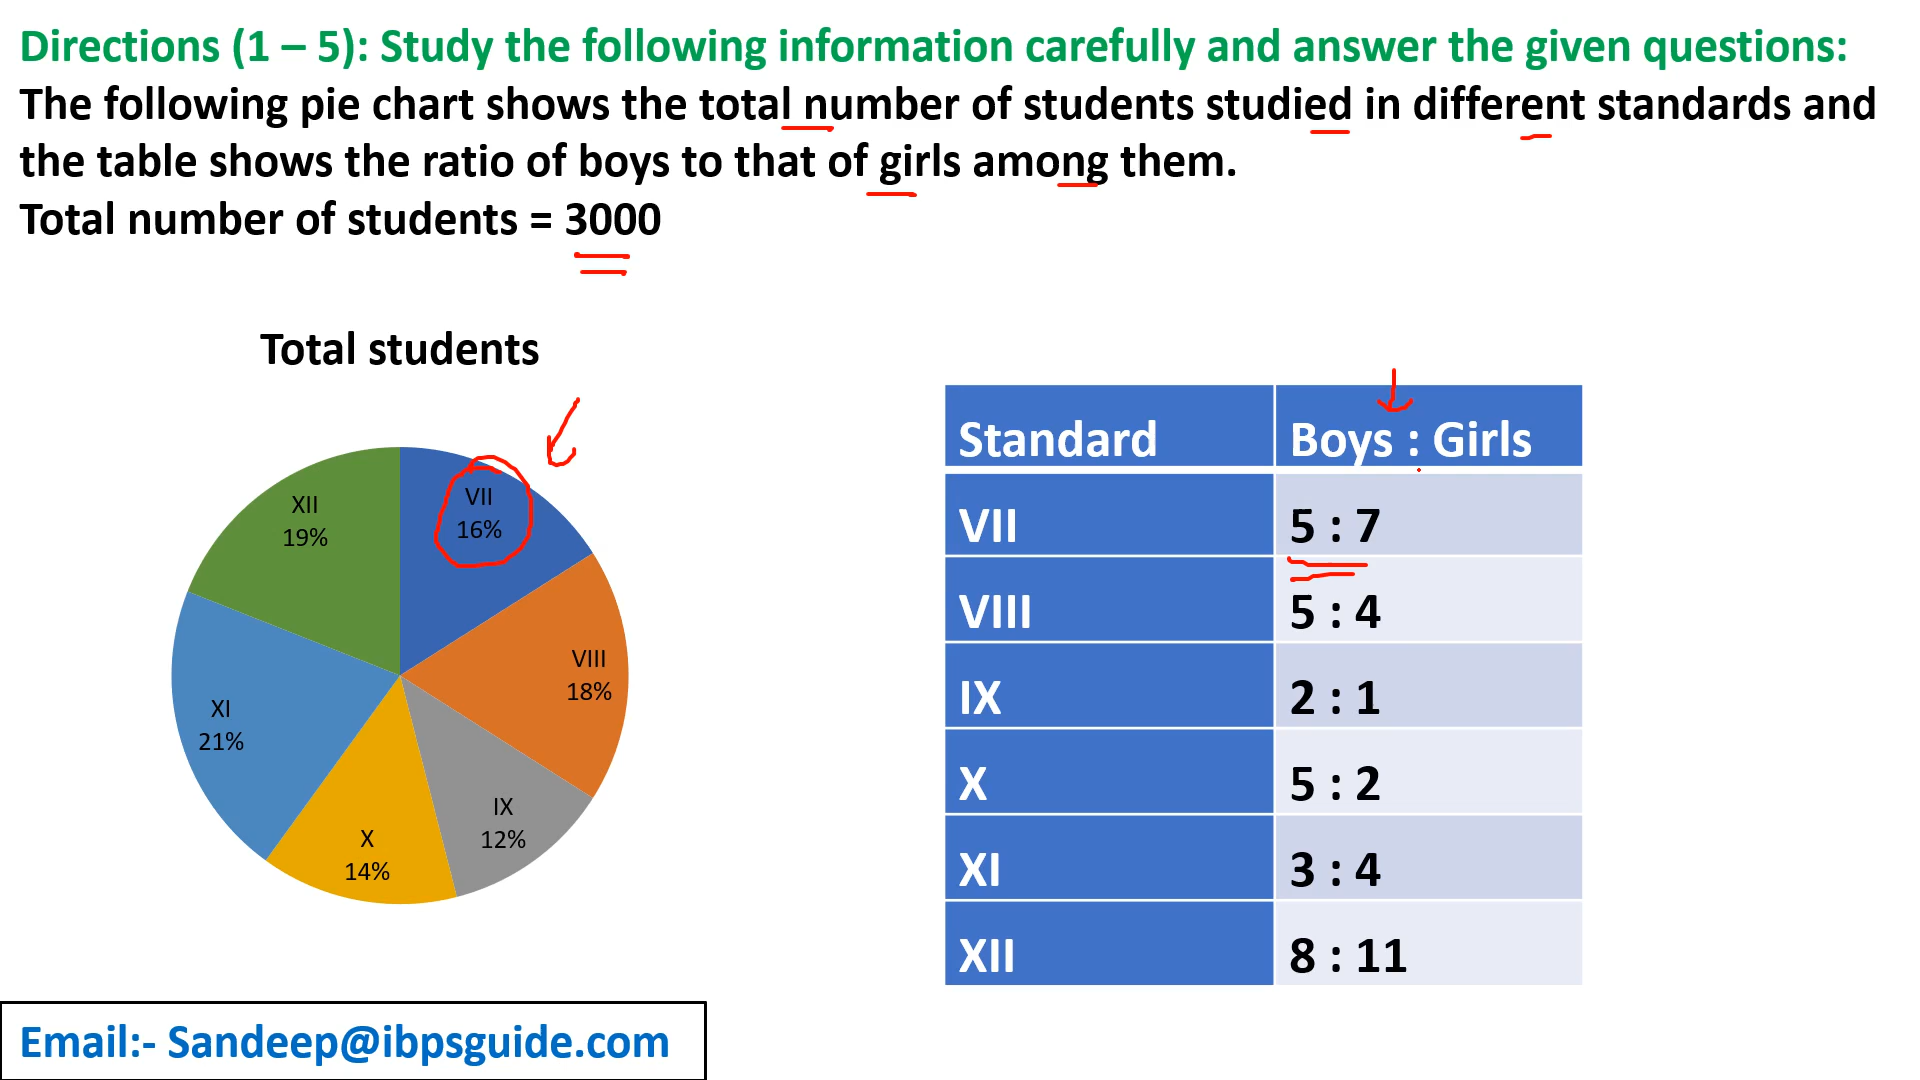 Directions (1 – 5): Study the following information carefully and answer the given questions:
The following pie chart shows the total number of students studied in different standards and
the table shows the ratio of boys to that of girls among them.
Total number of students = 3000
Total students
VII
16%
VIII
18%
IX
12%
X
14%
XI
21%
XII
19%
Standard Boys : Girls
VII 5 : 7
VIII 5 : 4
IX 2 : 1
X 5 : 2
XI 3 : 4
XII 8 : 11
Email:- Sandeep@ibpsguide.com